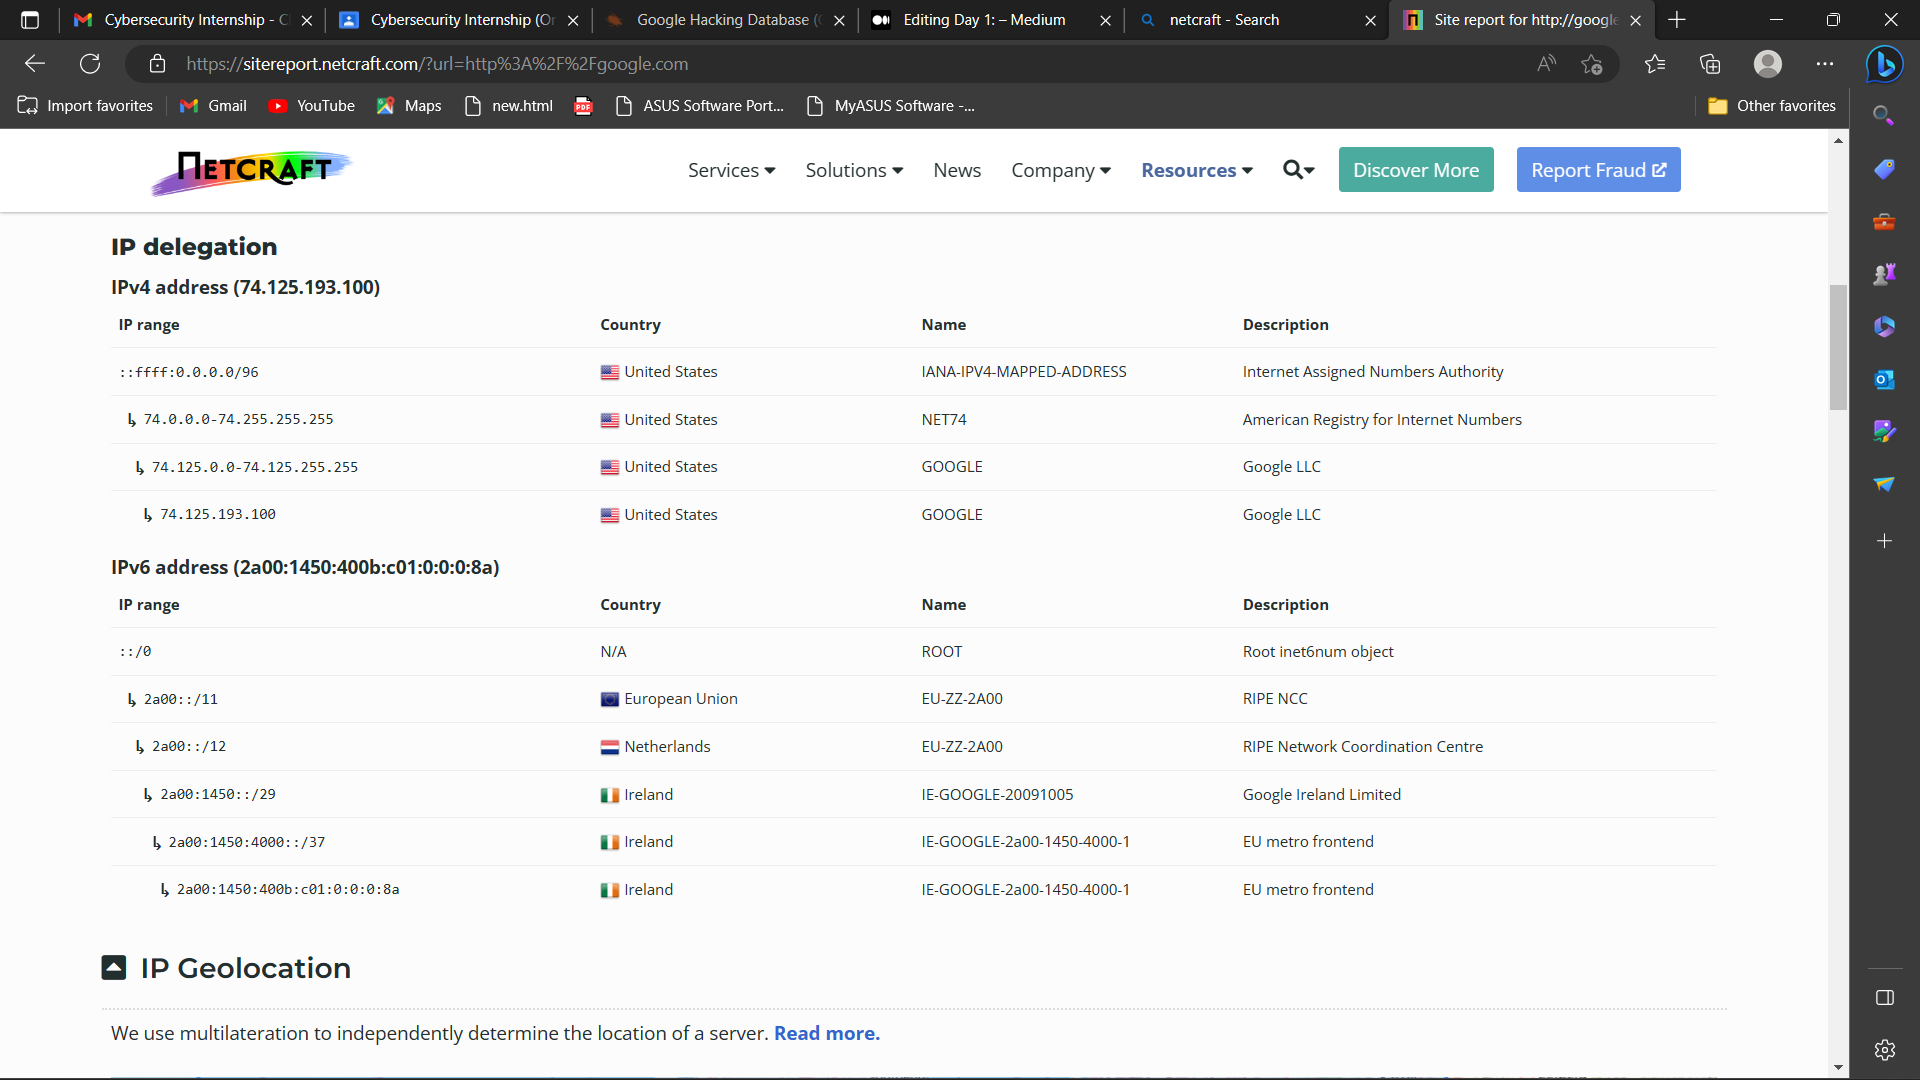 Cybersecurity Internship - C
Cybersecurity Internship (Or
Google Hacking Database (
Editing Day 1: – Medium
netcraft - Search
Site report for http://google
https://sitereport.netcraft.com/?url=http%3A%2F%2Fgoogle.com
Import favorites
Gmail
YouTube
Maps
new.html
PDF
ASUS Software Port...
MyASUS Software -...
Other favorites
NETCRAFT
Services
Solutions
News
Company
Resources
Discover More
Report Fraud
IP delegation
IPv4 address (74.125.193.100)
IP range Country Name Description
::ffff:0.0.0.0/96 United States IANA-IPV4-MAPPED-ADDRESS Internet Assigned Numbers Authority
↳ 74.0.0.0-74.255.255.255 United States NET74 American Registry for Internet Numbers
↳ 74.125.0.0-74.125.255.255 United States GOOGLE Google LLC
↳ 74.125.193.100 United States GOOGLE Google LLC
IPv6 address (2a00:1450:400b:c01:0:0:0:8a)
IP range Country Name Description
::/0 N/A ROOT Root inet6num object
↳ 2a00::/11 European Union EU-ZZ-2A00 RIPE NCC
↳ 2a00::/12 Netherlands EU-ZZ-2A00 RIPE Network Coordination Centre
↳ 2a00:1450::/29 Ireland IE-GOOGLE-20091005 Google Ireland Limited
↳ 2a00:1450:4000::/37 Ireland IE-GOOGLE-2a00-1450-4000-1 EU metro frontend
↳ 2a00:1450:400b:c01:0:0:0:8a Ireland IE-GOOGLE-2a00-1450-4000-1 EU metro frontend
IP Geolocation
We use multilateration to independently determine the location of a server. Read more.